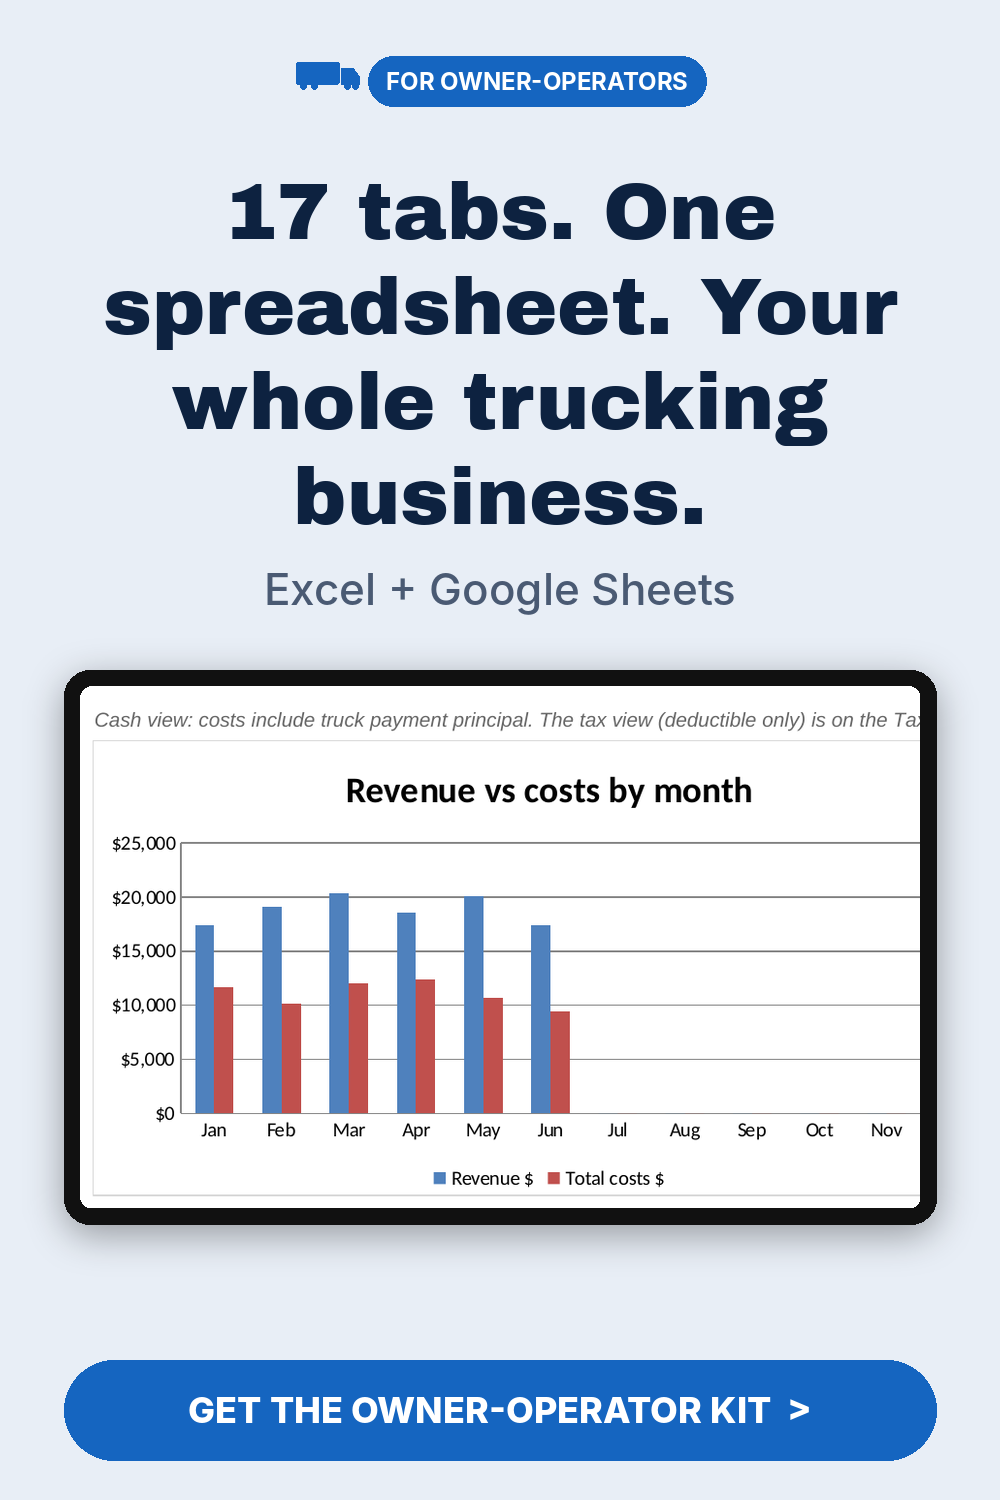 FOR OWNER-OPERATORS
17 tabs. One
spreadsheet. Your
whole trucking
business.
Excel + Google Sheets
Cash view: costs include truck payment principal. The tax view (deductible only) is on the Tax
Revenue vs costs by month
$25,000
$20,000
$15,000
$10,000
$5,000
$0
Jan Feb Mar Apr May Jun Jul Aug Sep Oct Nov
Revenue $ Total costs $
GET THE OWNER-OPERATOR KIT >